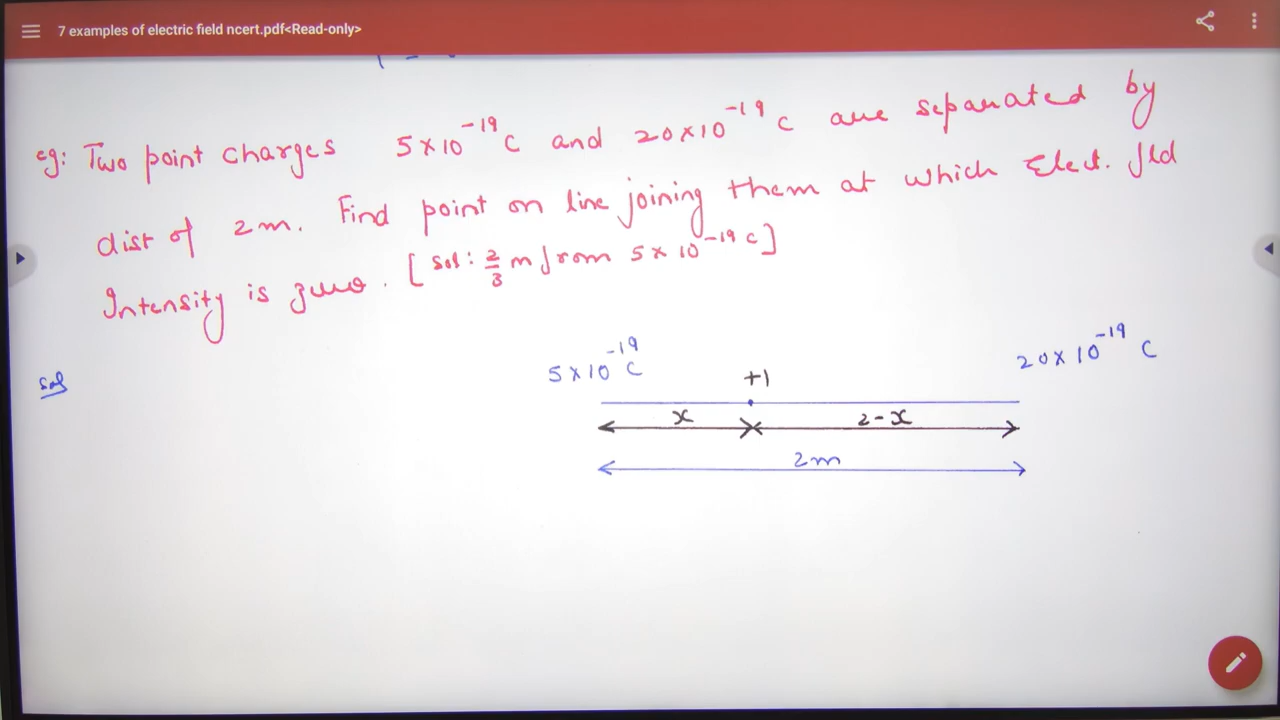 7 examples of electric field ncert.pdf<Read-only>
eg: Two point charges 5×10⁻¹⁹ C and 20×10⁻¹⁹ C are separated by
dist of 2m. Find point on line joining them at which Elect. fld
Intensity is zero. [Sol: 2/3 m from 5×10⁻¹⁹ C]
Sol
5×10⁻¹⁹ C +1 20×10⁻¹⁹ C
x 2-x
2m